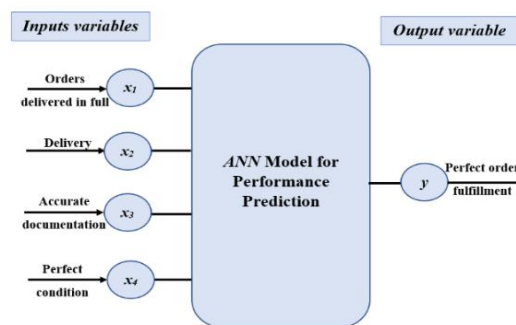 Inputs variables
Output variable
Orders
delivered in full
x1
Delivery
x2
Accurate
documentation
x3
Perfect
condition
x4
ANN Model for
Performance
Prediction
y
Perfect order
fulfillment